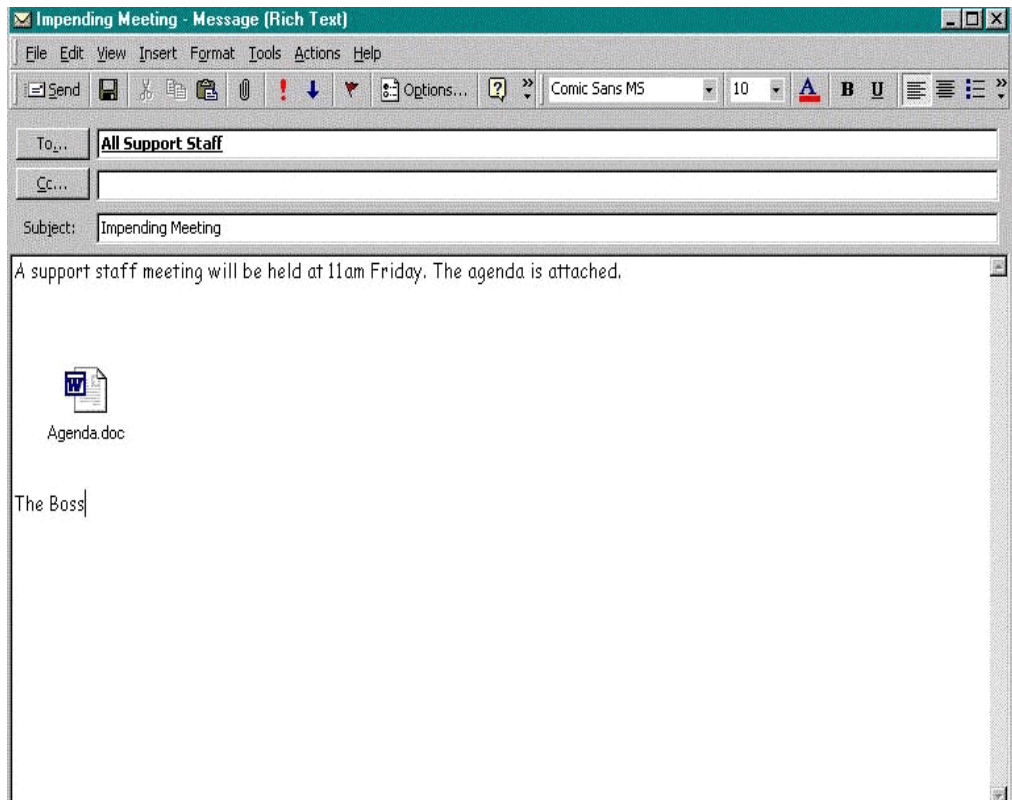 Impending Meeting - Message (Rich Text)
File Edit View Insert Format Tools Actions Help
Send Options... Comic Sans MS 10 A B U
To... All Support Staff
Cc...
Subject: Impending Meeting
A support staff meeting will be held at 11am Friday. The agenda is attached.
W
Agenda.doc
The Boss